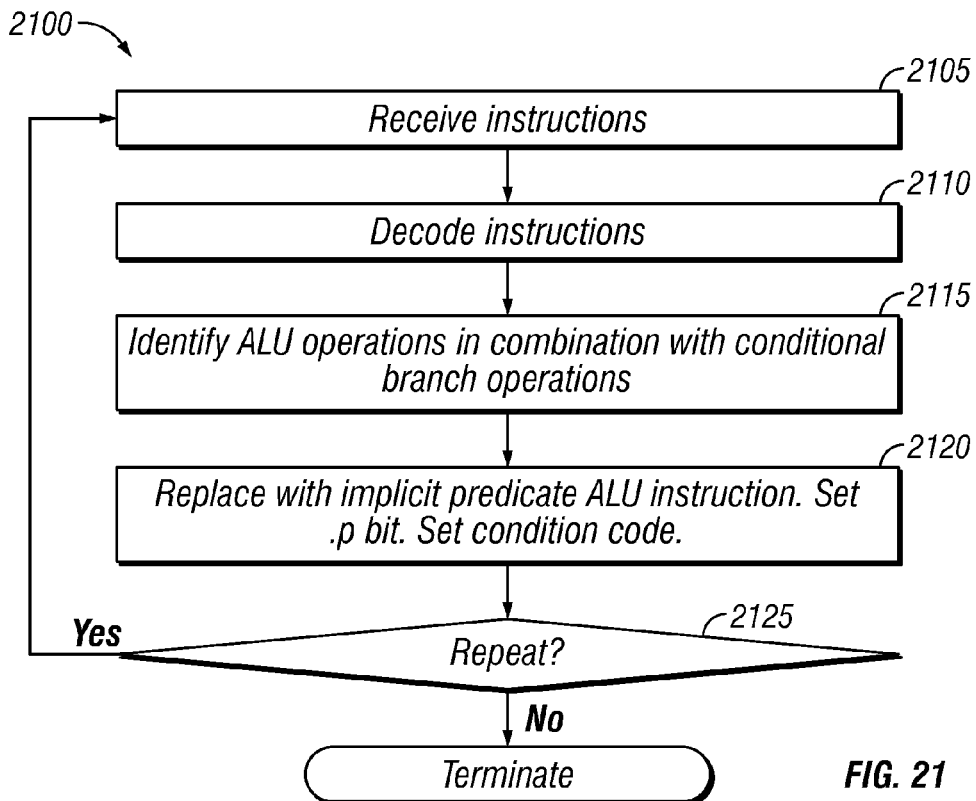 2100
2105
Receive instructions
2110
Decode instructions
2115
Identify ALU operations in combination with conditional
branch operations
2120
Replace with implicit predicate ALU instruction. Set
.p bit. Set condition code.
2125
Yes
Repeat?
No
Terminate
FIG. 21